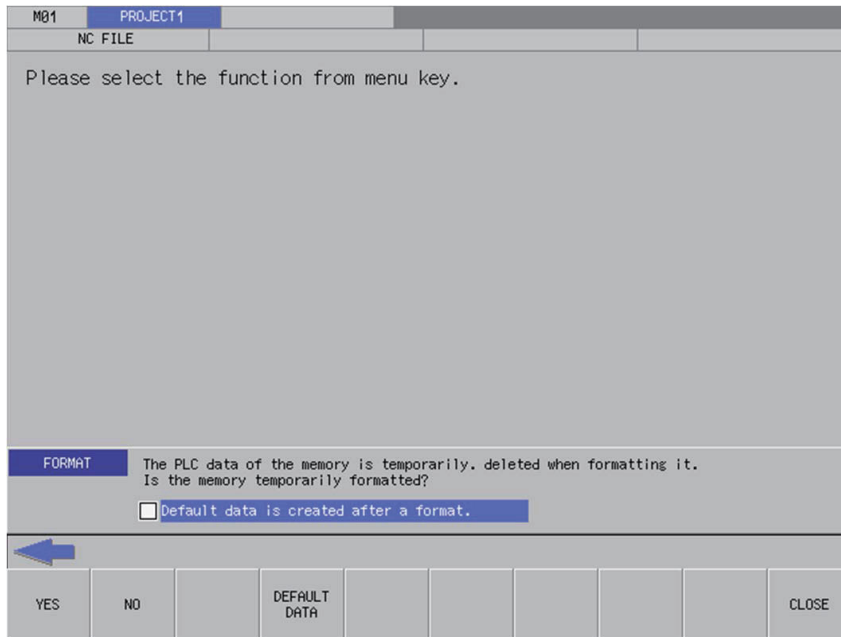 M01 PROJECT1
NC FILE
Please select the function from menu key.
FORMAT
The PLC data of the memory is temporarily. deleted when formatting it.
Is the memory temporarily formatted?
Default data is created after a format.
YES NO DEFAULT DATA CLOSE